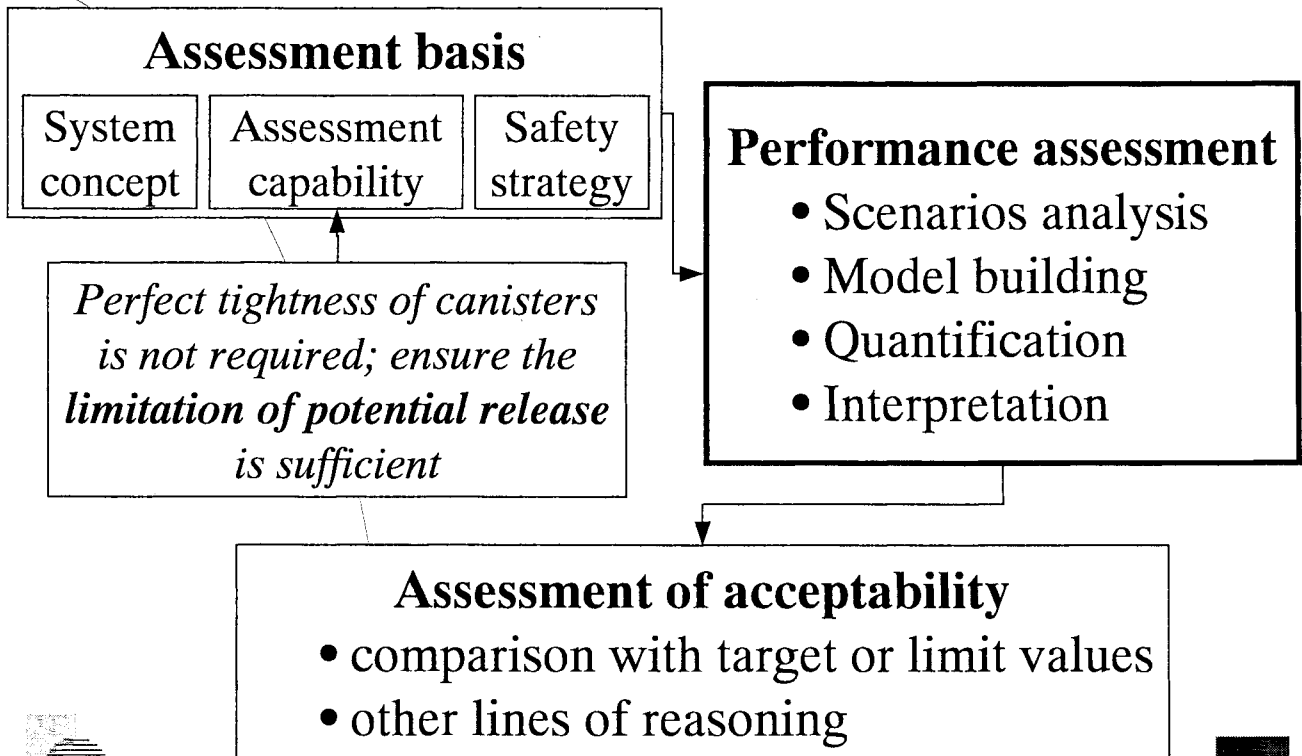 Assessment basis
System
concept
Assessment
capability
Safety
strategy
Performance assessment
• Scenarios analysis
• Model building
• Quantification
• Interpretation
Perfect tightness of canisters
is not required; ensure the
limitation of potential release
is sufficient
Assessment of acceptability
• comparison with target or limit values
• other lines of reasoning